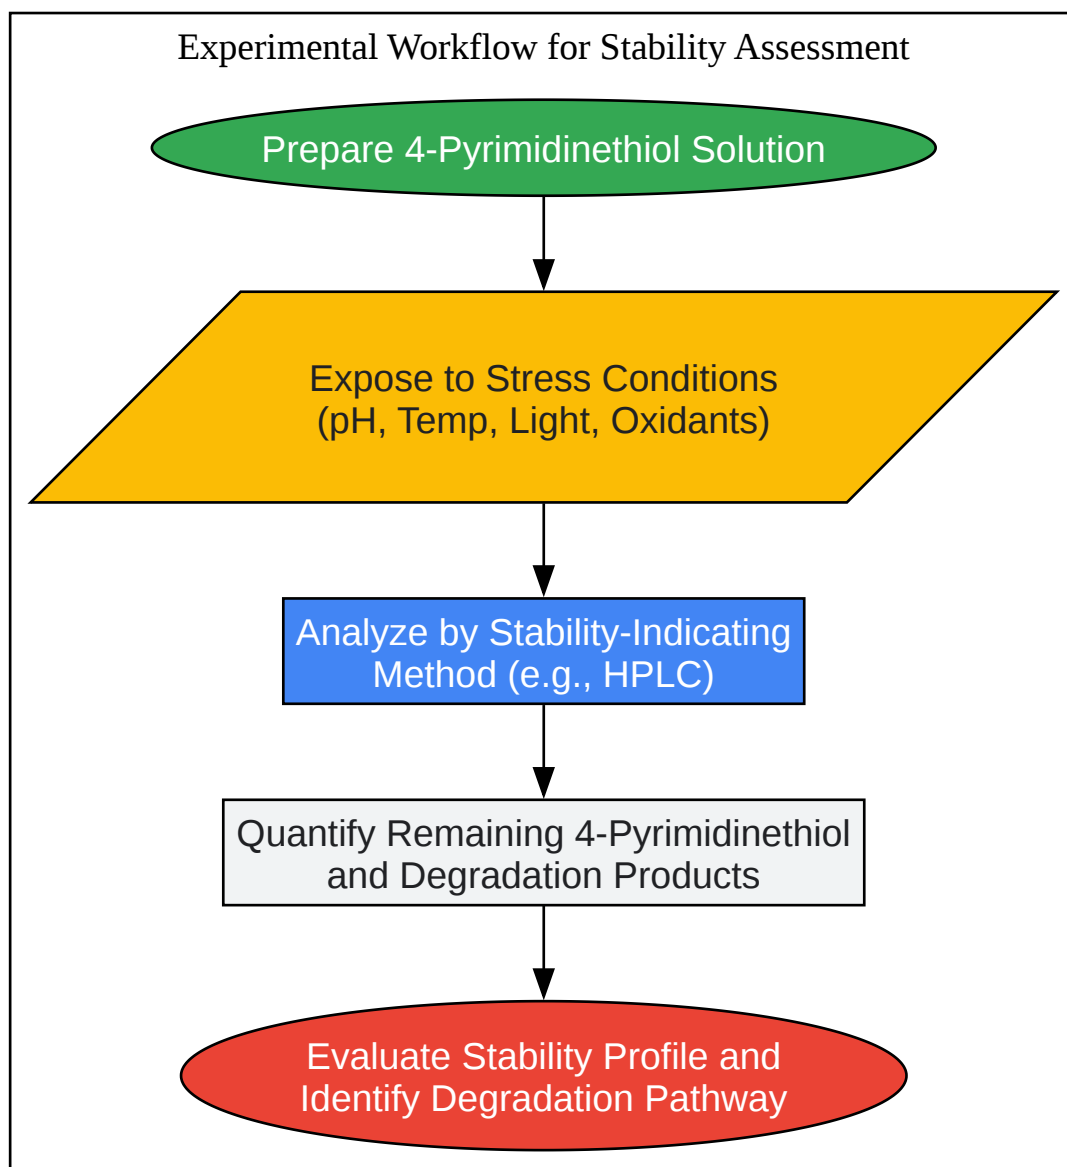 Experimental Workflow for Stability Assessment
Prepare 4-Pyrimidinethiol Solution
Expose to Stress Conditions
(pH, Temp, Light, Oxidants)
Analyze by Stability-Indicating
Method (e.g., HPLC)
Quantify Remaining 4-Pyrimidinethiol
and Degradation Products
Evaluate Stability Profile and
Identify Degradation Pathway